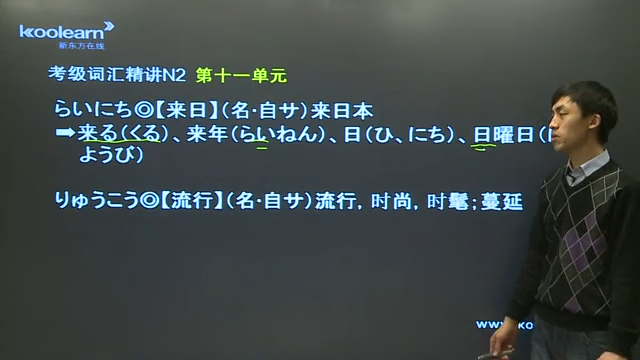 koolearn
新东方在线
考级词汇精讲N2 第十一单元
らいにち◎【来日】(名·自サ)来日本
➡来る(くる)、来年(らいねん)、日(ひ、にち)、日曜日(
ようび)
りゅうこう◎【流行】(名·自サ)流行，时尚，时髦；蔓延
www.ko